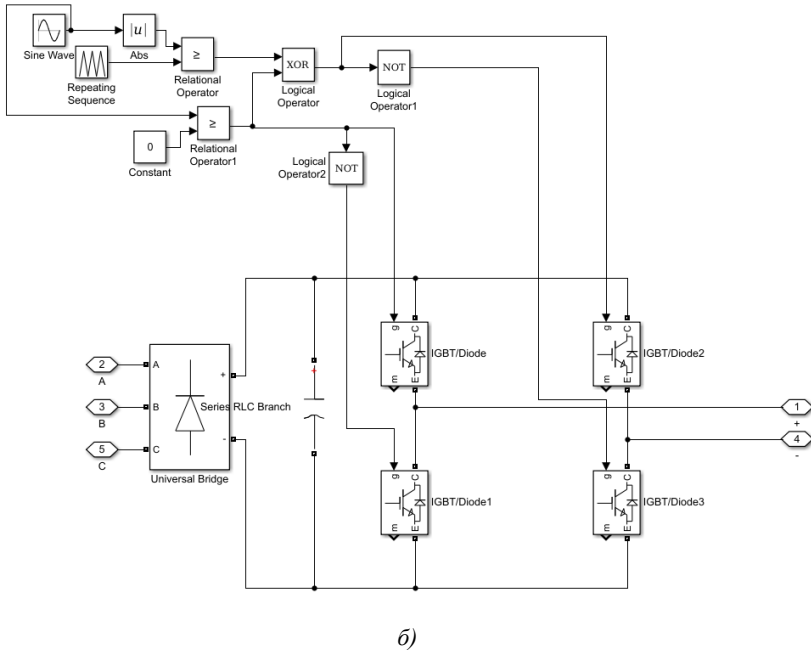 Sine Wave
|u|
Abs
Repeating
Sequence
≥
Relational
Operator
XOR
Logical
Operator
NOT
Logical
Operator1
0
Constant
≥
Relational
Operator1
Logical
Operator2
NOT
g
C
m
E
IGBT/Diode
g
C
m
E
IGBT/Diode2
2
A
3
B
5
C
A
B
C
+
-
Universal Bridge
Series RLC Branch
+
1
+
4
-
g
C
m
E
IGBT/Diode1
g
C
m
E
IGBT/Diode3
б)